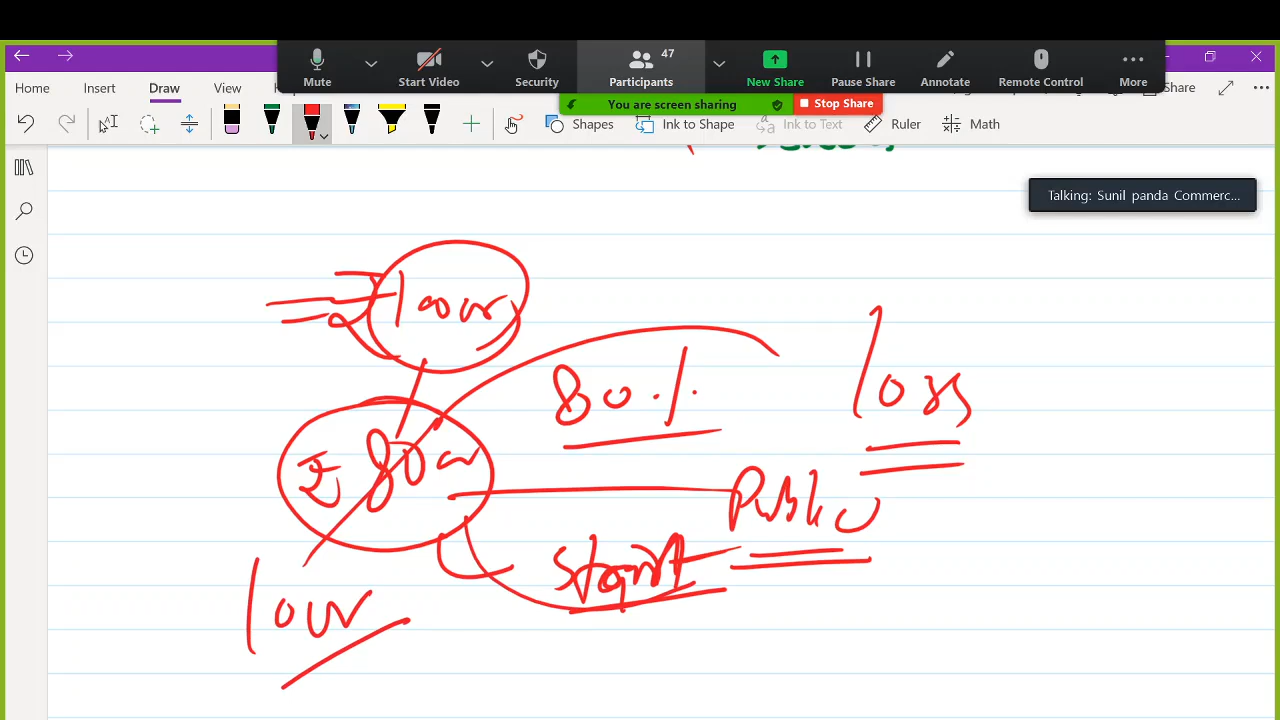 47
Mute
Start Video
Security
Participants
New Share
Pause Share
Annotate
Remote Control
More
You are screen sharing
Stop Share
Home
Insert
Draw
View
Share
Shapes
Ink to Shape
Ink to Text
Ruler
Math
Talking: Sunil panda Commerc...
100cr
80%
loss
₹ 80cr
Public
start
10cr